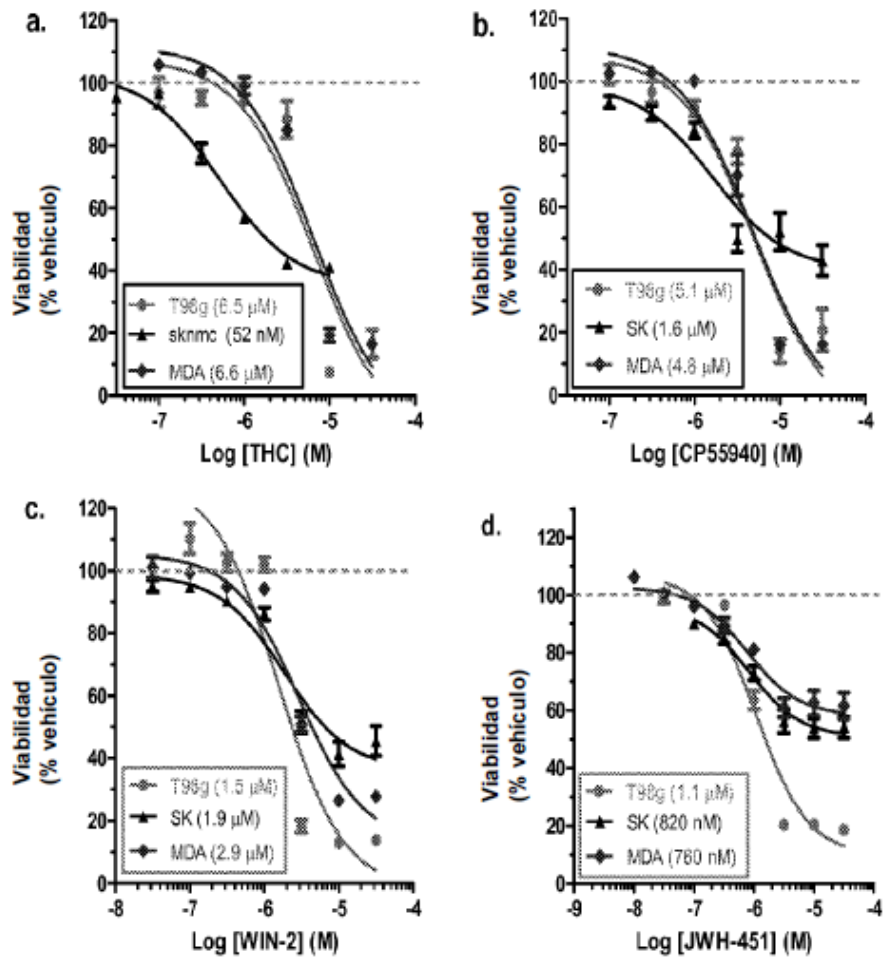 a.
120
100
80
60
40
20
0
Viabilidad
(% vehículo)
T98g (6.5 µM)
sknmc (52 nM)
MDA (6.6 µM)
-7
-6
-5
-4
Log [THC] (M)
b.
120
100
80
60
40
20
0
Viabilidad
(% vehículo)
T98g (5.1 µM)
SK (1.6 µM)
MDA (4.8 µM)
-7
-6
-5
-4
Log [CP55940] (M)
c.
120
100
80
60
40
20
0
Viabilidad
(% vehículo)
T98g (1.5 µM)
SK (1.9 µM)
MDA (2.9 µM)
-8
-7
-6
-5
-4
Log [WIN-2] (M)
d.
120
100
80
60
40
20
0
Viabilidad
(% vehículo)
T98g (1.1 µM)
SK (820 nM)
MDA (760 nM)
-9
-8
-7
-6
-5
-4
Log [JWH-451] (M)